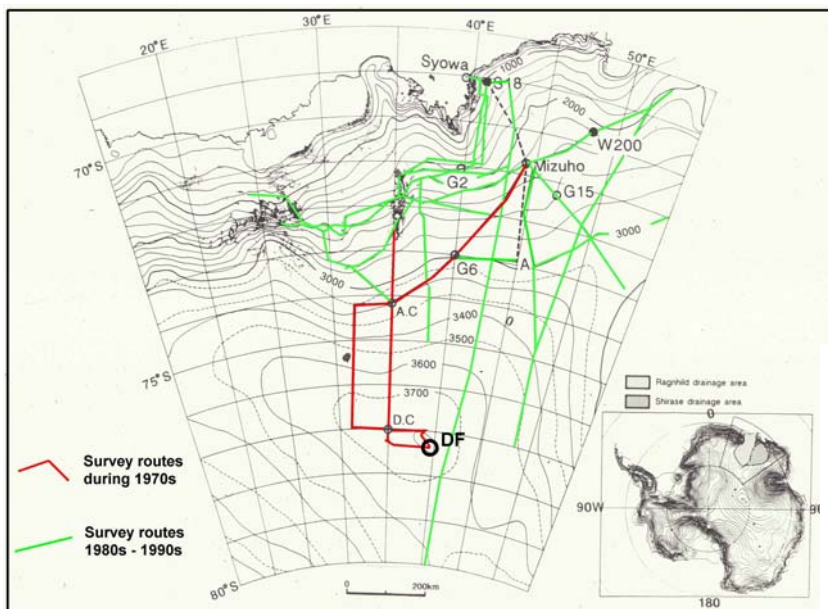 20°E
30°E
40°E
50°E
Syowa
S18
1000
2000
W200
Mizuho
G2
G15
70°S
3000
3000
G6
A
A.C
3400
3500
0
3600
75°S
3700
D.C
DF
Survey routes
during 1970s
Survey routes
1980s - 1990s
80°S
0
200km
Ragnhild drainage area
Shirase drainage area
0
90W
90
180